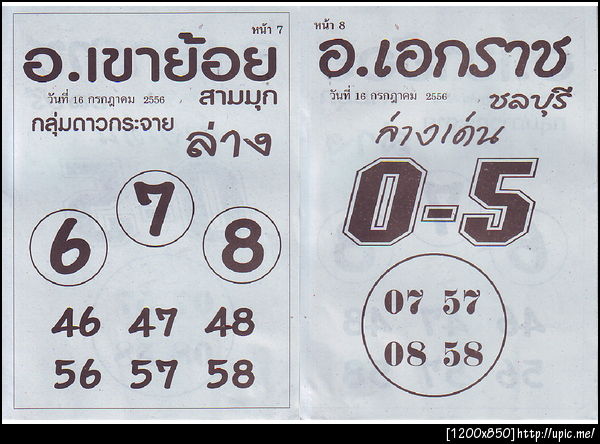 หน้า 7
อ.เขาย้อย
วันที่ 16 กรกฎาคม 2556 สามมุก
กลุ่มดาวกระจาย ล่าง
7
6 8
46 47 48
56 57 58
หน้า 8
อ.เอกราช
วันที่ 16 กรกฎาคม 2556 ชลบุรี
ล่างเด่น
0-5
07 57
08 58
[1200x850]http://upic.me/